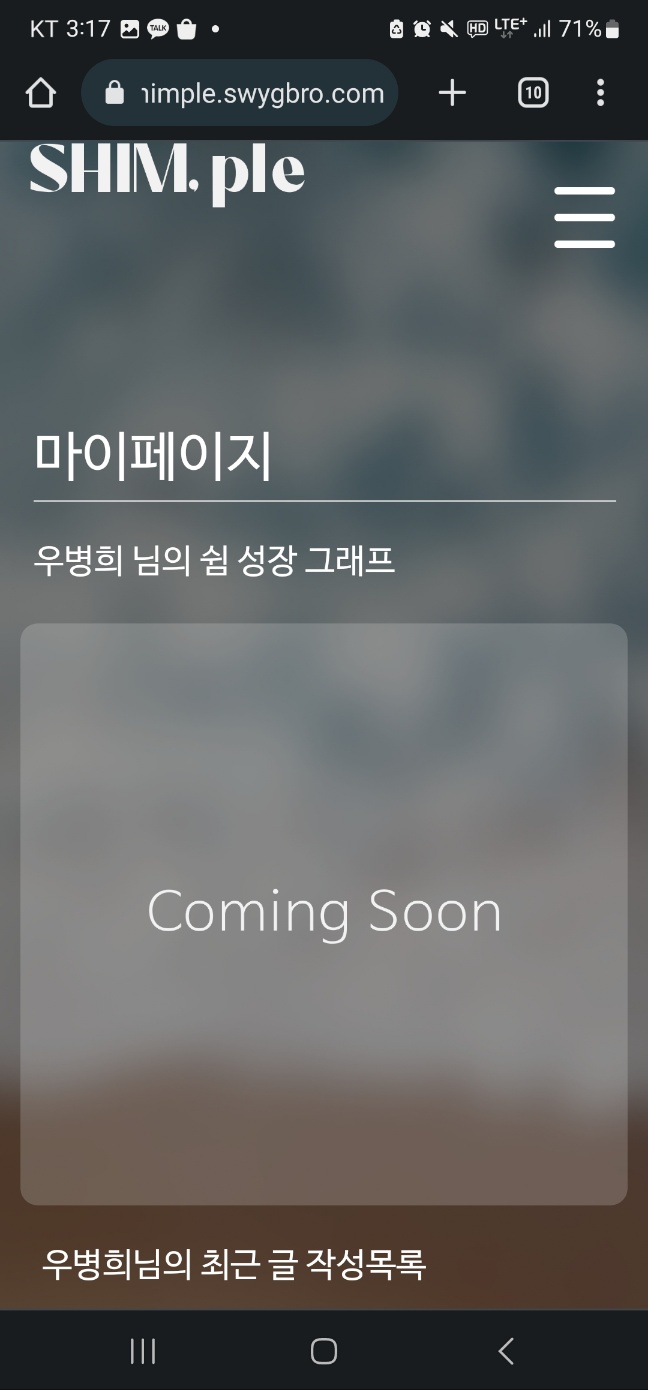 KT 3:17 TALK HD LTE+ 71%
himple.swygbro.com 10
SHIM, ple
마이페이지
우병희 님의 쉼 성장 그래프
Coming Soon
우병희님의 최근 글 작성목록